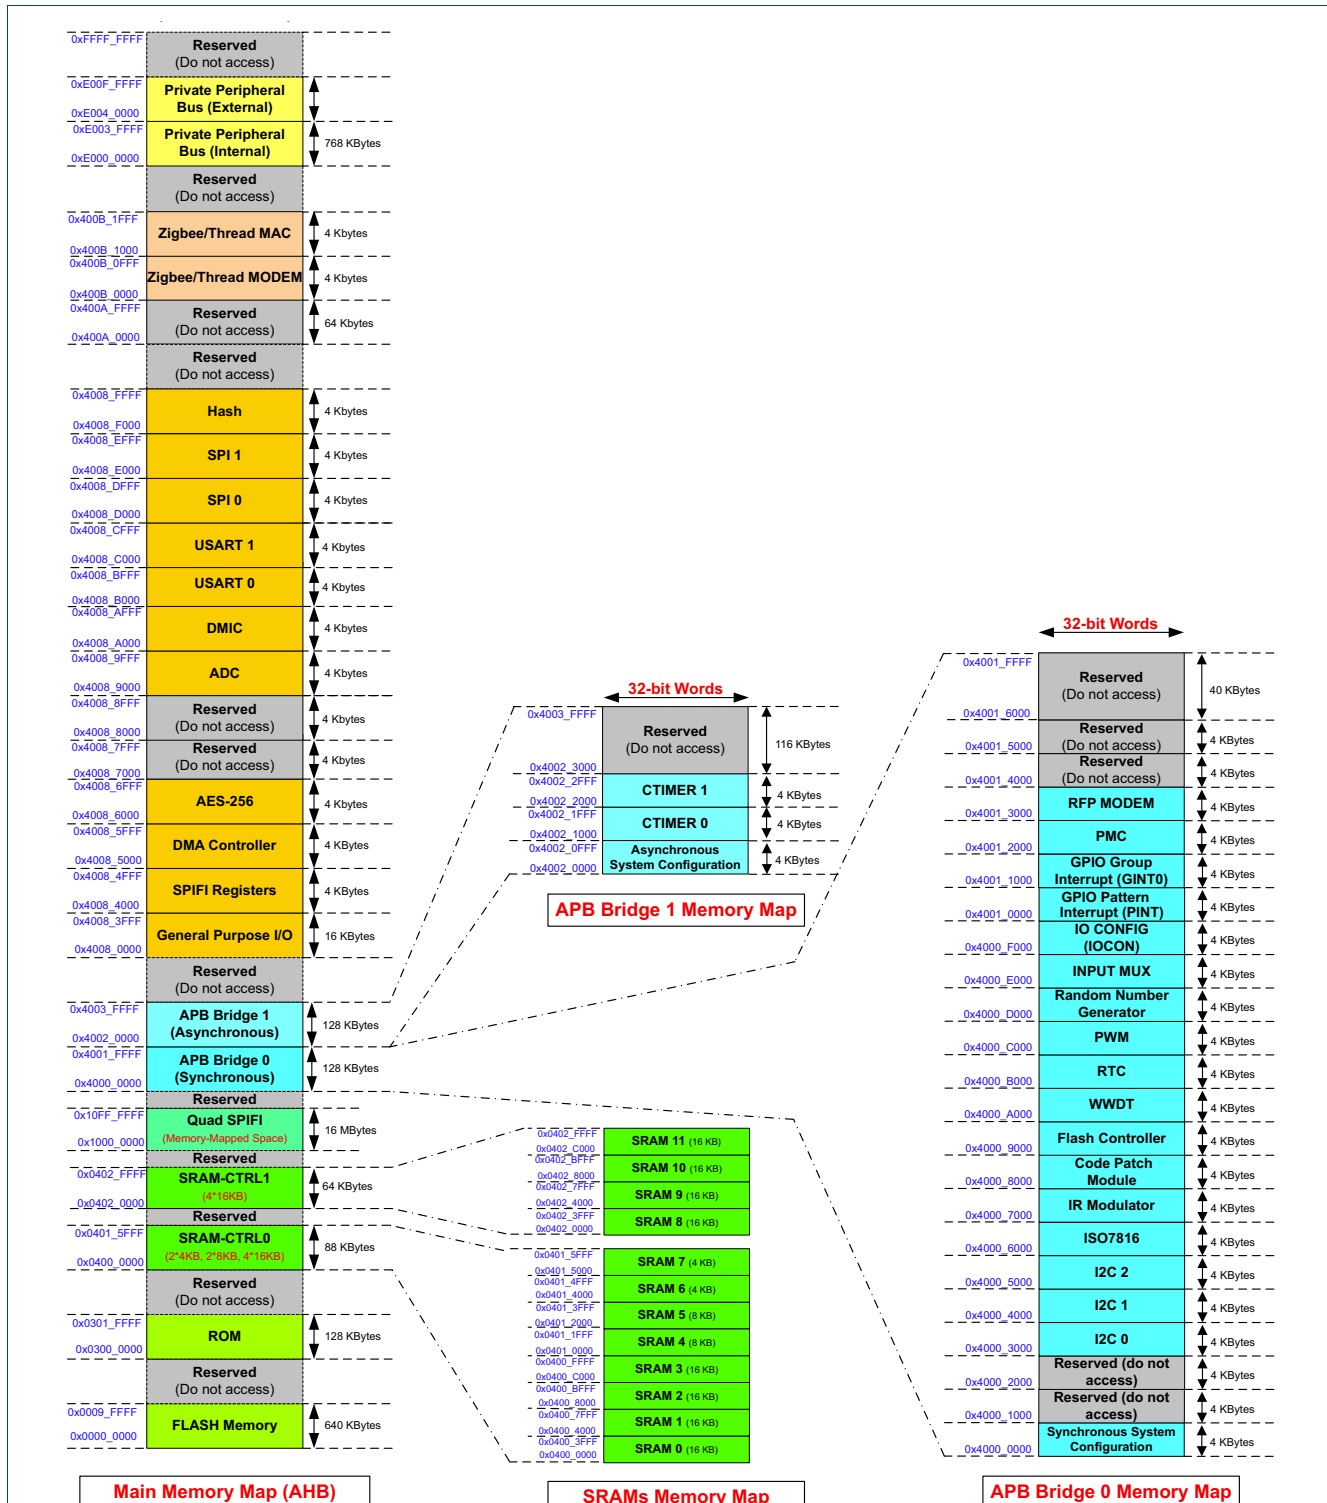 0xFFFF_FFFF
Reserved
(Do not access)
0xE00F_FFFF
Private Peripheral
Bus (External)
0xE004_0000
0xE003_FFFF
Private Peripheral
Bus (Internal)
768 KBytes
0xE000_0000
Reserved
(Do not access)
0x400B_1FFF
Zigbee/Thread MAC
4 Kbytes
0x400B_1000
0x400B_0FFF
Zigbee/Thread MODEM
4 Kbytes
0x400B_0000
0x400A_FFFF
Reserved
(Do not access)
64 Kbytes
0x400A_0000
Reserved
(Do not access)
0x4008_FFFF
Hash
4 Kbytes
0x4008_F000
0x4008_EFFF
SPI 1
4 Kbytes
0x4008_E000
0x4008_DFFF
SPI 0
4 Kbytes
0x4008_D000
0x4008_CFFF
USART 1
4 Kbytes
0x4008_C000
0x4008_BFFF
USART 0
4 Kbytes
0x4008_B000
0x4008_AFFF
DMIC
4 KBytes
0x4008_A000
0x4008_9FFF
ADC
4 Kbytes
0x4008_9000
0x4008_8FFF
Reserved
(Do not access)
4 KBytes
0x4008_8000
0x4008_7FFF
Reserved
(Do not access)
4 KBytes
0x4008_7000
0x4008_6FFF
AES-256
4 Kbytes
0x4008_6000
0x4008_5FFF
DMA Controller
4 KBytes
0x4008_5000
0x4008_4FFF
SPIFI Registers
4 KBytes
0x4008_4000
0x4008_3FFF
General Purpose I/O
16 KBytes
0x4008_0000
Reserved
(Do not access)
0x4003_FFFF
APB Bridge 1
(Asynchronous)
128 KBytes
0x4002_0000
0x4001_FFFF
APB Bridge 0
(Synchronous)
128 KBytes
0x4000_0000
Reserved
0x10FF_FFFF
Quad SPIFI
(Memory-Mapped Space)
16 MBytes
0x1000_0000
Reserved
0x0402_FFFF
SRAM-CTRL1
(4*16KB)
64 KBytes
0x0402_0000
Reserved
0x0401_5FFF
SRAM-CTRL0
(2*4KB, 2*8KB, 4*16KB)
88 KBytes
0x0400_0000
Reserved
(Do not access)
0x0301_FFFF
ROM
128 KBytes
0x0300_0000
Reserved
(Do not access)
0x0009_FFFF
FLASH Memory
640 KBytes
0x0000_0000
Main Memory Map (AHB)
32-bit Words
0x4003_FFFF
Reserved
(Do not access)
116 KBytes
0x4002_3000
0x4002_2FFF
CTIMER 1
4 KBytes
0x4002_2000
0x4002_1FFF
CTIMER 0
4 KBytes
0x4002_1000
0x4002_0FFF
Asynchronous
System Configuration
4 KBytes
0x4002_0000
APB Bridge 1 Memory Map
0x0402_FFFF
SRAM 11 (16 KB)
0x0402_C000
0x0402_BFFF
SRAM 10 (16 KB)
0x0402_8000
0x0402_7FFF
SRAM 9 (16 KB)
0x0402_4000
0x0402_3FFF
SRAM 8 (16 KB)
0x0402_0000
0x0401_5FFF
SRAM 7 (4 KB)
0x0401_5000
0x0401_4FFF
SRAM 6 (4 KB)
0x0401_4000
0x0401_3FFF
SRAM 5 (8 KB)
0x0401_2000
0x0401_1FFF
SRAM 4 (8 KB)
0x0401_0000
0x0400_FFFF
SRAM 3 (16 KB)
0x0400_C000
0x0400_BFFF
SRAM 2 (16 KB)
0x0400_8000
0x0400_7FFF
SRAM 1 (16 KB)
0x0400_4000
0x0400_3FFF
SRAM 0 (16 KB)
0x0400_0000
SRAMs Memory Map
32-bit Words
0x4001_FFFF
Reserved
(Do not access)
40 KBytes
0x4001_6000
Reserved
(Do not access)
4 KBytes
0x4001_5000
Reserved
(Do not access)
4 KBytes
0x4001_4000
RFP MODEM
4 KBytes
0x4001_3000
PMC
4 KBytes
0x4001_2000
GPIO Group
Interrupt (GINT0)
4 KBytes
0x4001_1000
GPIO Pattern
Interrupt (PINT)
4 KBytes
0x4001_0000
IO CONFIG
(IOCON)
4 KBytes
0x4000_F000
INPUT MUX
4 KBytes
0x4000_E000
Random Number
Generator
4 KBytes
0x4000_D000
PWM
4 KBytes
0x4000_C000
RTC
4 KBytes
0x4000_B000
WWDT
4 KBytes
0x4000_A000
Flash Controller
4 KBytes
0x4000_9000
Code Patch
Module
4 KBytes
0x4000_8000
IR Modulator
4 KBytes
0x4000_7000
ISO7816
4 KBytes
0x4000_6000
I2C 2
4 KBytes
0x4000_5000
I2C 1
4 KBytes
0x4000_4000
I2C 0
4 KBytes
0x4000_3000
Reserved (do not
access)
4 KBytes
0x4000_2000
Reserved (do not
access)
4 KBytes
0x4000_1000
Synchronous System
Configuration
4 KBytes
0x4000_0000
APB Bridge 0 Memory Map